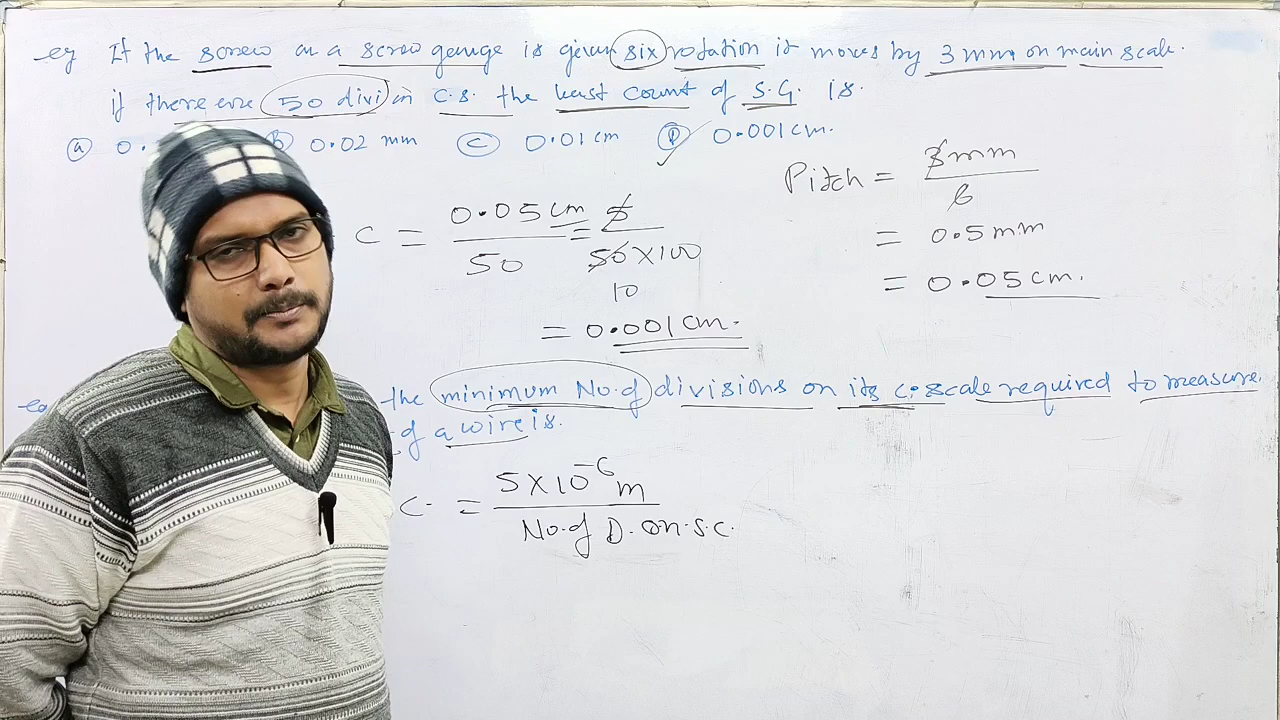 eg If the screw on a screw gauge is given six rotation it moves by 3 mm on main scale.
if there are 50 divi in C.S. the least count of S.G. is.
(a) 0. (b) 0.02 mm (c) 0.01 cm (D) 0.001 cm.
Pitch = 3mm / 6
= 0.5 mm
= 0.05 cm.
C = 0.05 cm / 50 = 5 / 50×100
10
= 0.001 cm.
the minimum No. of divisions on its c. scale required to measure
of a wire is.
C. = 5×10⁻⁶ m / No. of D. on. s.c.